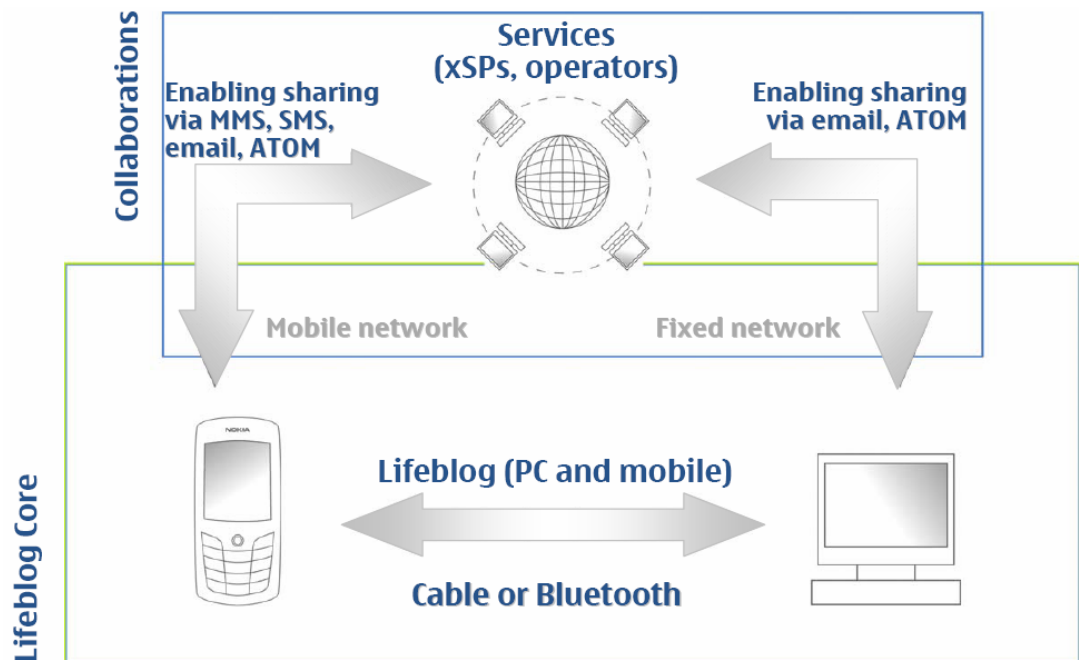 Collaborations
Services
(xSPs, operators)
Enabling sharing
via MMS, SMS,
email, ATOM
Enabling sharing
via email, ATOM
Mobile network
Fixed network
Lifeblog Core
NOKIA
Lifeblog (PC and mobile)
Cable or Bluetooth